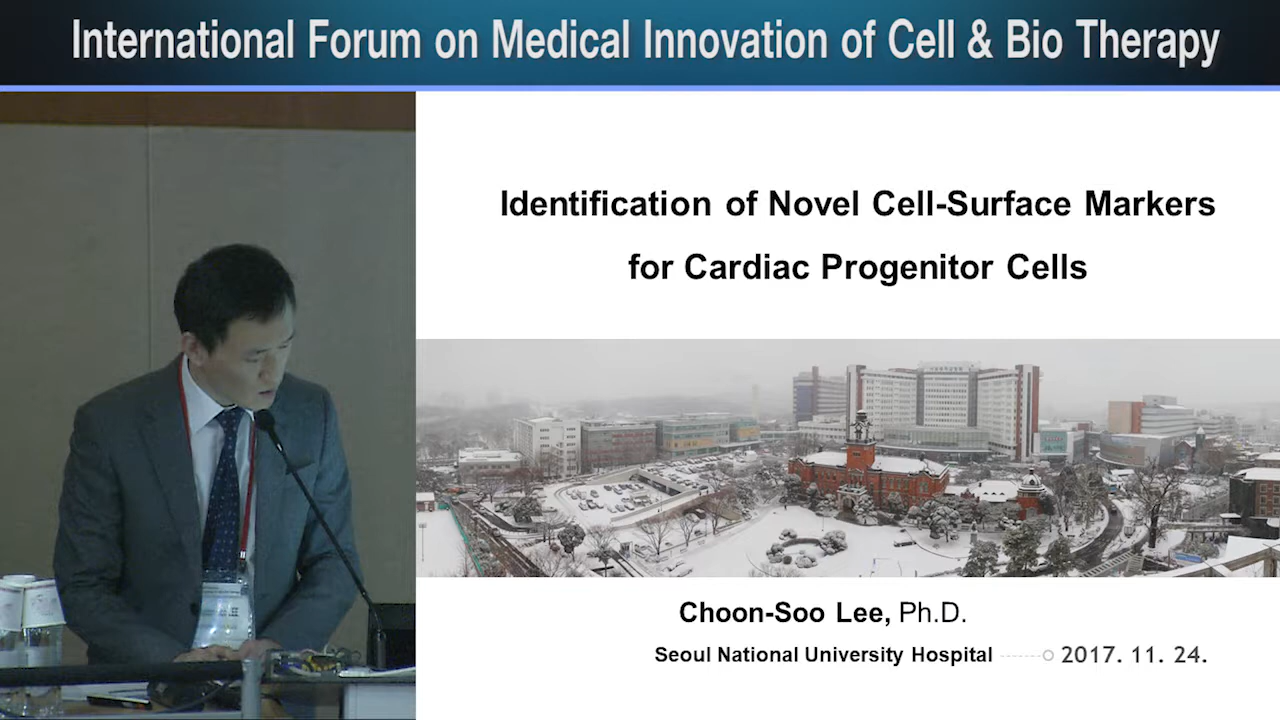 International Forum on Medical Innovation of Cell & Bio Therapy
Identification of Novel Cell-Surface Markers
for Cardiac Progenitor Cells
Choon-Soo Lee, Ph.D.
Seoul National University Hospital
2017. 11. 24.